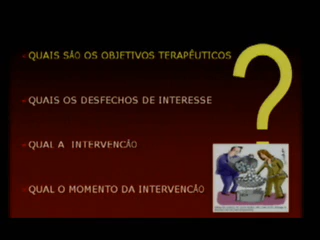 QUAIS SÃO OS OBJETIVOS TERAPÊUTICOS
?
QUAIS OS DESFECHOS DE INTERESSE
QUAL A INTERVENCÃO
QUAL O MOMENTO DA INTERVENCÃO